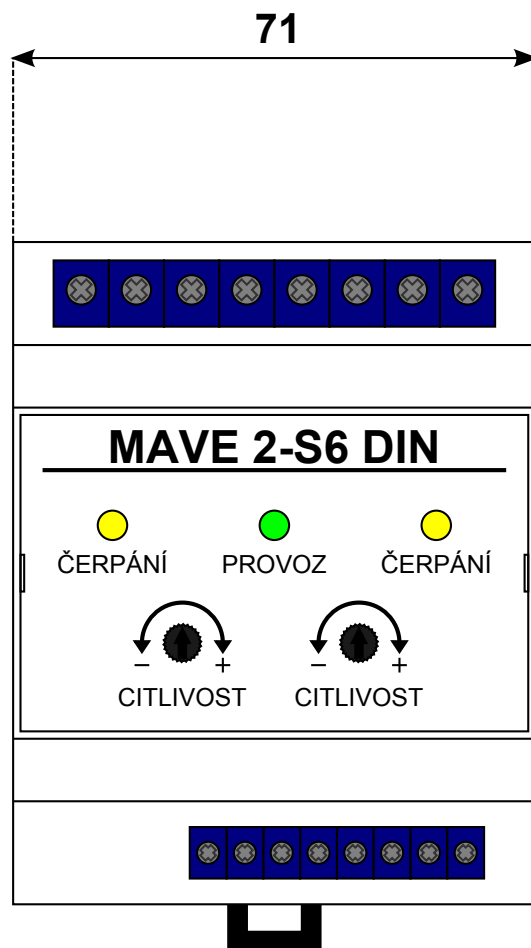 71
MAVE 2-S6 DIN
ČERPÁNÍ PROVOZ ČERPÁNÍ
– + – +
CITLIVOST CITLIVOST